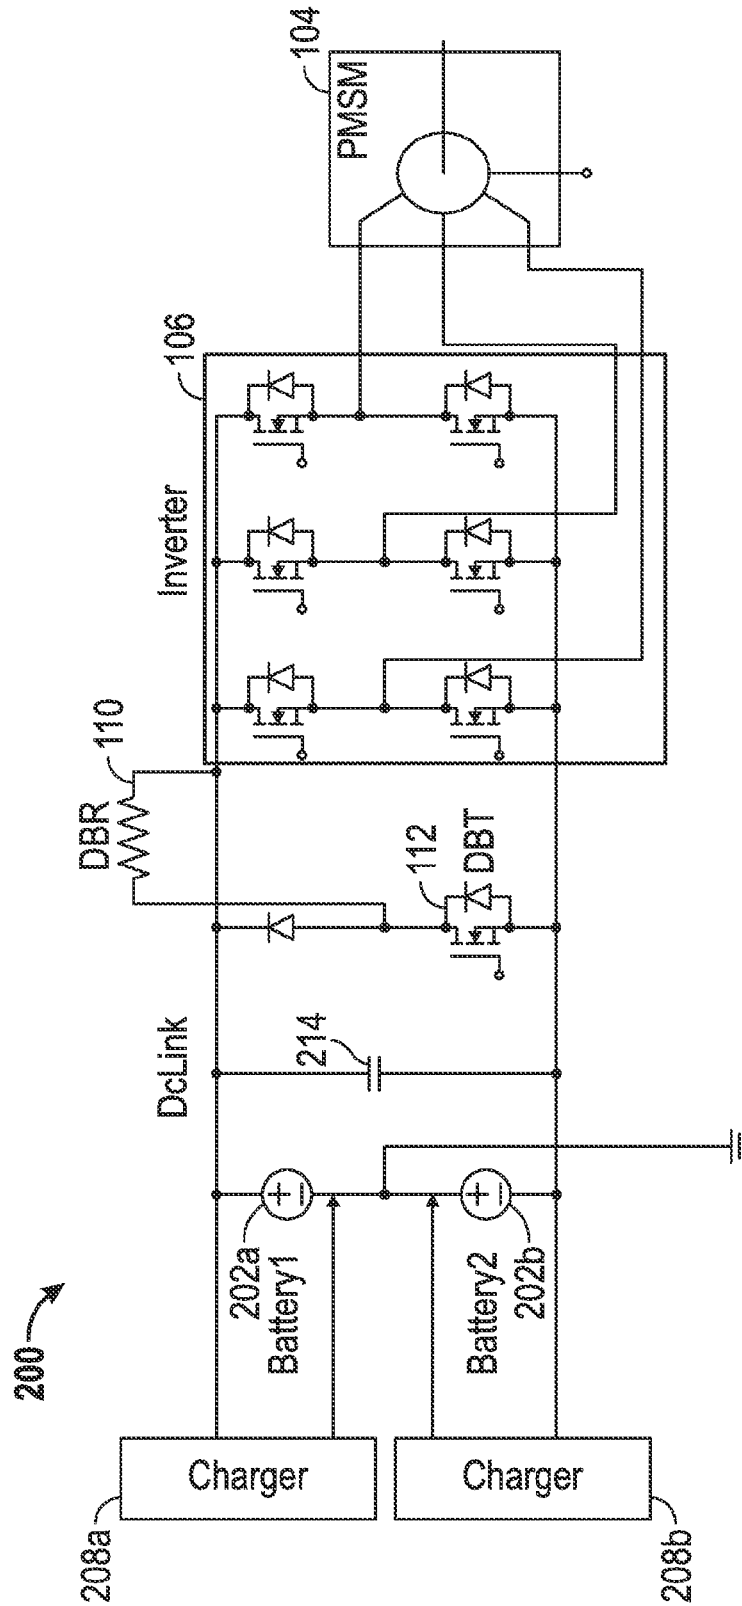 200
208a
Charger
208b
Charger
202a
Battery1
Battery2
202b
DcLink
214
DBR
110
112
DBT
Inverter
106
PMSM
104